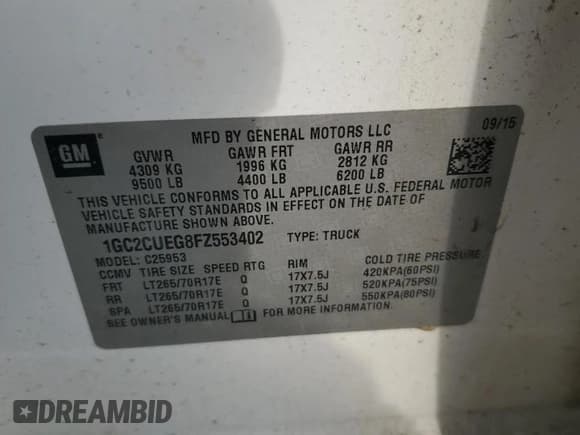 GM
MFD BY GENERAL MOTORS LLC
09/15
GVWR GAWR FRT GAWR RR
4309 KG 1996 KG 2812 KG
9500 LB 4400 LB 6200 LB
THIS VEHICLE CONFORMS TO ALL APPLICABLE U.S. FEDERAL MOTOR
VEHICLE SAFETY STANDARDS IN EFFECT ON THE DATE OF
MANUFACTURE SHOWN ABOVE.
1GC2CUEG8FZ553402 TYPE: TRUCK
MODEL: C25953
CCMV TIRE SIZE SPEED RTG RIM COLD TIRE PRESSURE
FRT LT265/70R17E Q 17X7.5J 420KPA(60PSI)
RR LT265/70R17E Q 17X7.5J 520KPA(75PSI)
SPA LT265/70R17E Q 17X7.5J 550KPA(80PSI)
SEE OWNER'S MANUAL FOR MORE INFORMATION.
DREAMBID